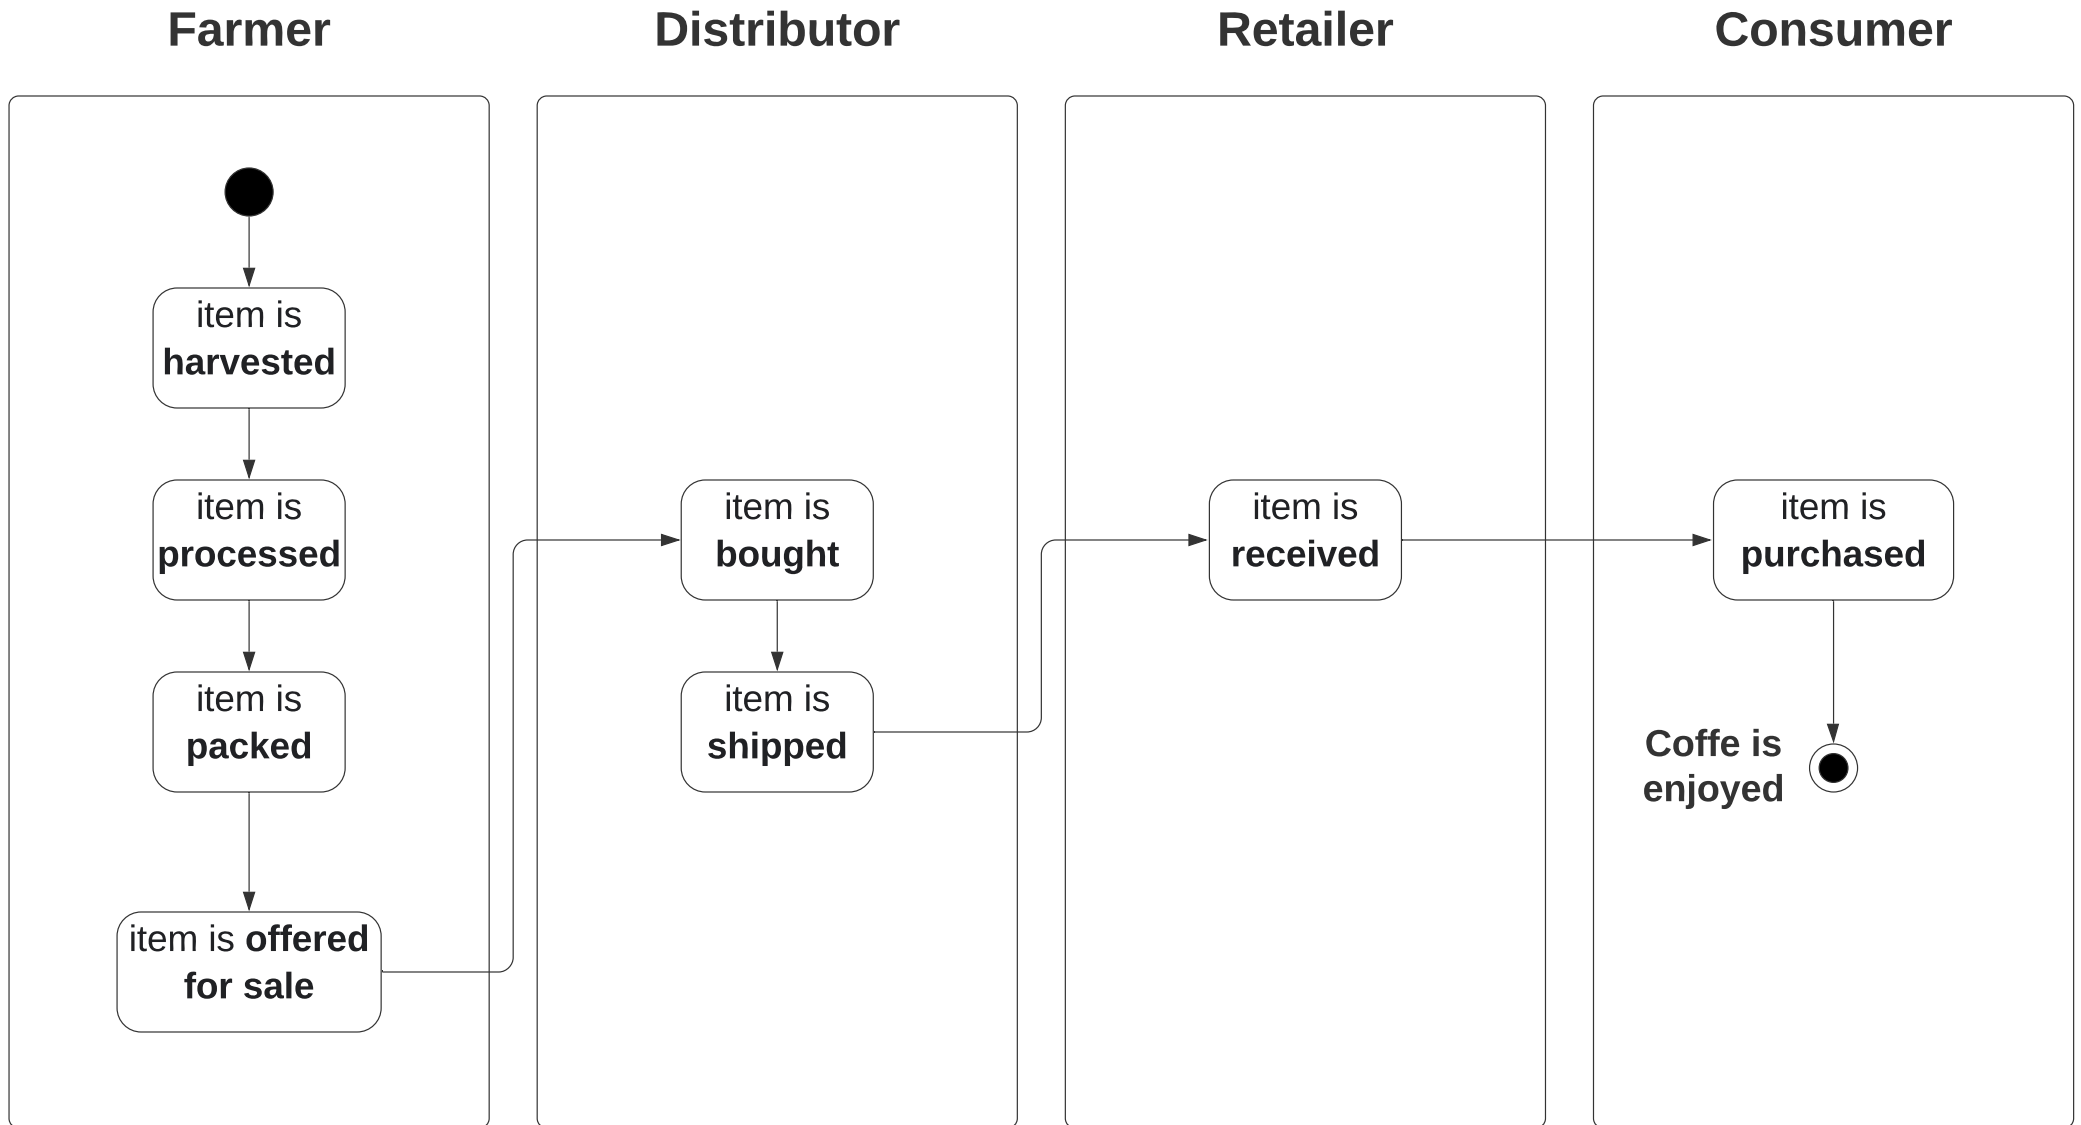 Farmer
Distributor
Retailer
Consumer
item is
harvested
item is
processed
item is
packed
item is offered
for sale
item is
bought
item is
shipped
item is
received
item is
purchased
Coffe is
enjoyed